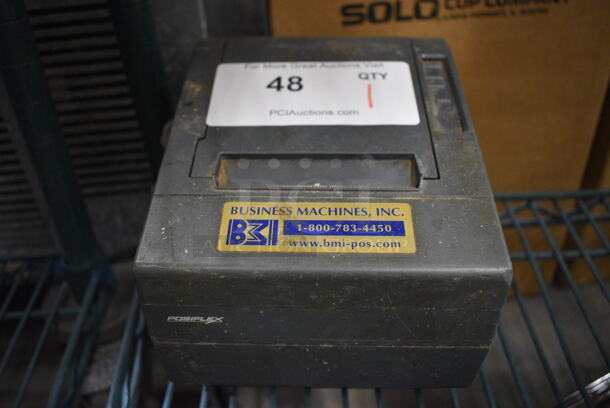 SOLO CUP COMPANY
For More Great Auctions Visit
48
QTY
1
PCIAuctions.com
BUSINESS MACHINES, INC.
BMI
1-800-783-4450
www.bmi-pos.com
POSIFLEX